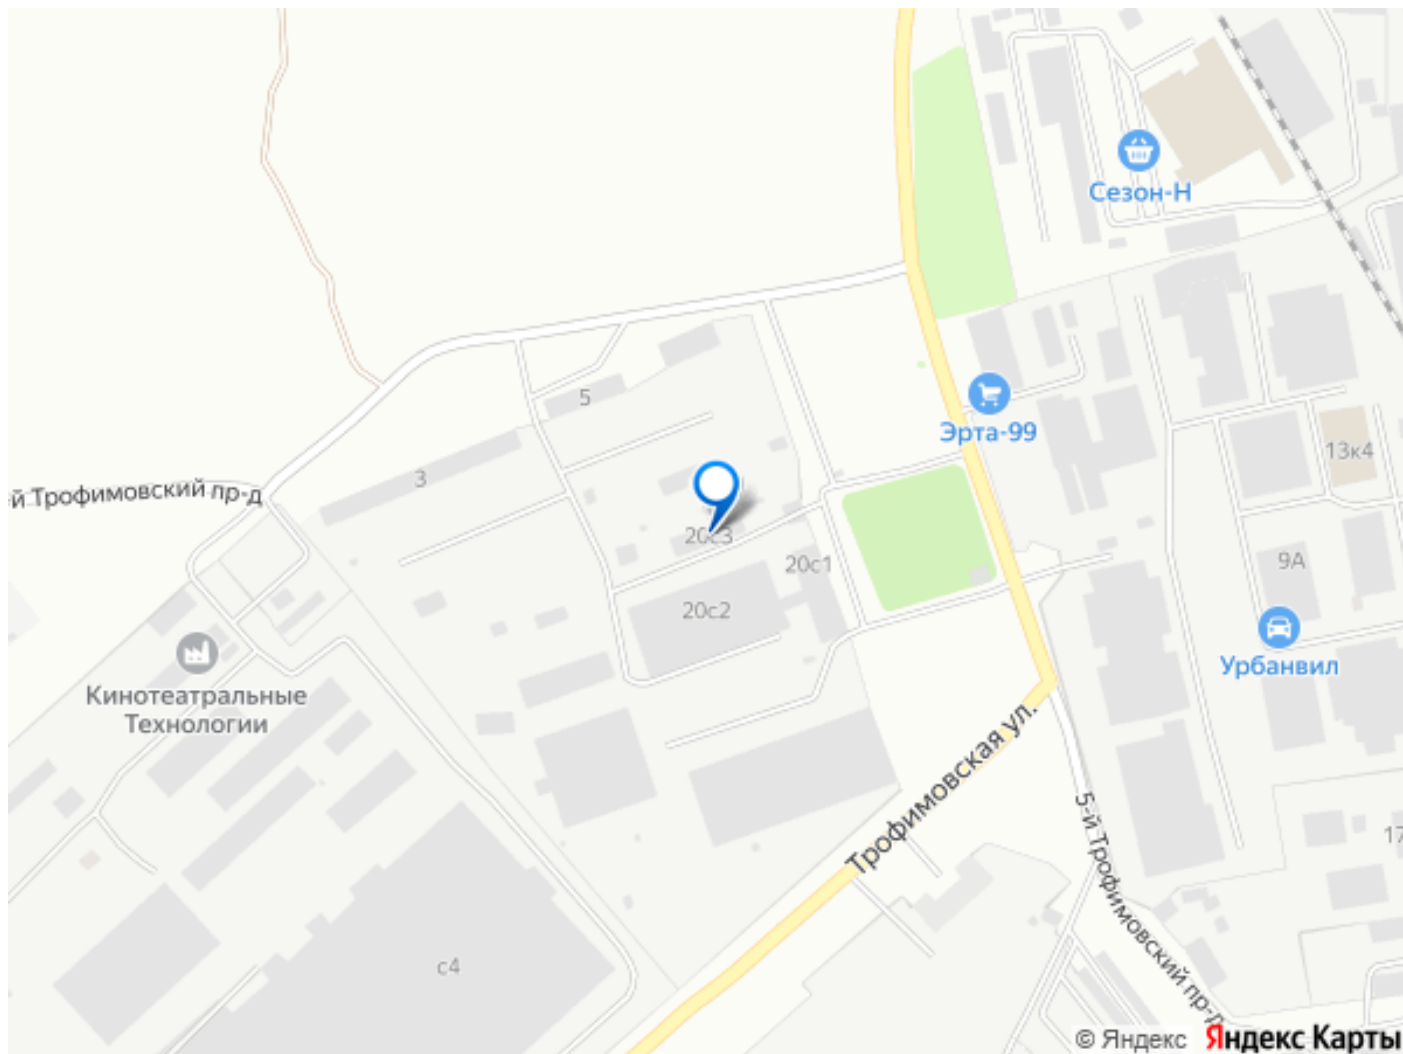 Сезон-Н
Эрта-99
5
3
13к4
й Трофимовский пр-д
20с3
20с1
9А
20с2
Урбанвил
Кинотеатральные
Технологии
Трофимовская ул.
5-й Трофимовский пр-д
17
с4
© Яндекс Яндекс Карты